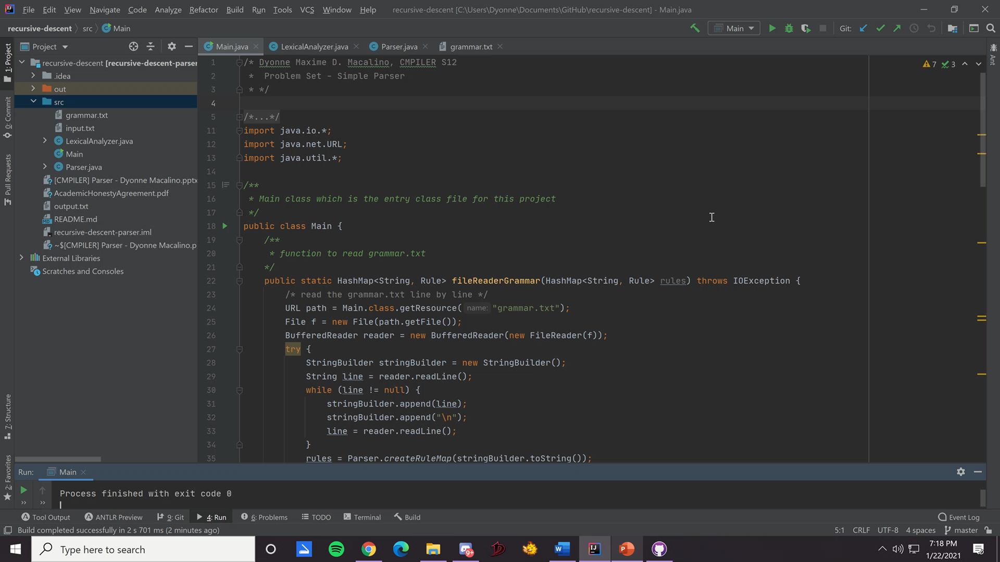 File Edit View Navigate Code Analyze Refactor Build Run Tools VCS Window Help recursive-descent [C:\Users\Dyonne\Documents\GitHub\recursive-descent] - Main.java
recursive-descent src Main
Main Git:
Project
Main.java LexicalAnalyzer.java Parser.java grammar.txt
1: Project
0: Commit
Pull Requests
7: Structure
2: Favorites
Ant
recursive-descent [recursive-descent-parser
.idea
out
src
grammar.txt
input.txt
LexicalAnalyzer.java
Main
Parser.java
[CMPILER] Parser - Dyonne Macalino.pptx
AcademicHonestyAgreement.pdf
output.txt
README.md
recursive-descent-parser.iml
~$[CMPILER] Parser - Dyonne Macalino.p
External Libraries
Scratches and Consoles
7 3
1 /* Dyonne Maxime D. Macalino, CMPILER S12
2 * Problem Set - Simple Parser
3 * */
4
5 /*...*/
11 import java.io.*;
12 import java.net.URL;
13 import java.util.*;
14
15 /**
16 * Main class which is the entry class file for this project
17 */
18 public class Main {
19 /**
20 * function to read grammar.txt
21 */
22 public static HashMap<String, Rule> fileReaderGrammar(HashMap<String, Rule> rules) throws IOException {
23 /* read the grammar.txt line by line */
24 URL path = Main.class.getResource( name: "grammar.txt");
25 File f = new File(path.getFile());
26 BufferedReader reader = new BufferedReader(new FileReader(f));
27 try {
28 StringBuilder stringBuilder = new StringBuilder();
29 String line = reader.readLine();
30 while (line != null) {
31 stringBuilder.append(line);
32 stringBuilder.append("\n");
33 line = reader.readLine();
34 }
35 rules = Parser.createRuleMap(stringBuilder.toString());
Run: Main
Process finished with exit code 0
Tool Output ANTLR Preview 9: Git 4: Run 6: Problems TODO Terminal Build Event Log
Build completed successfully in 2 s 701 ms (2 minutes ago) 5:1 CRLF UTF-8 4 spaces master
Type here to search
7:18 PM
1/22/2021